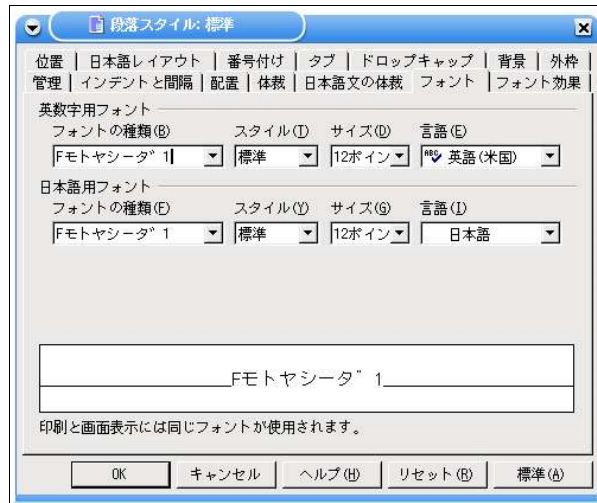 段落スタイル: 標準
位置 日本語レイアウト 番号付け タブ ドロップキャップ 背景 外枠
管理 インデントと間隔 配置 体裁 日本語文の体裁 フォント フォント効果
英数字用フォント
フォントの種類(B) スタイル(T) サイズ(D) 言語(E)
Fモトヤシータ゛1 標準 12ポイン ABC 英語(米国)
日本語用フォント
フォントの種類(F) スタイル(Y) サイズ(G) 言語(I)
Fモトヤシータ゛1 標準 12ポイン 日本語
Fモトヤシータ゛1
印刷と画面表示には同じフォントが使用されます。
OK キャンセル ヘルプ(H) リセット(R) 標準(A)